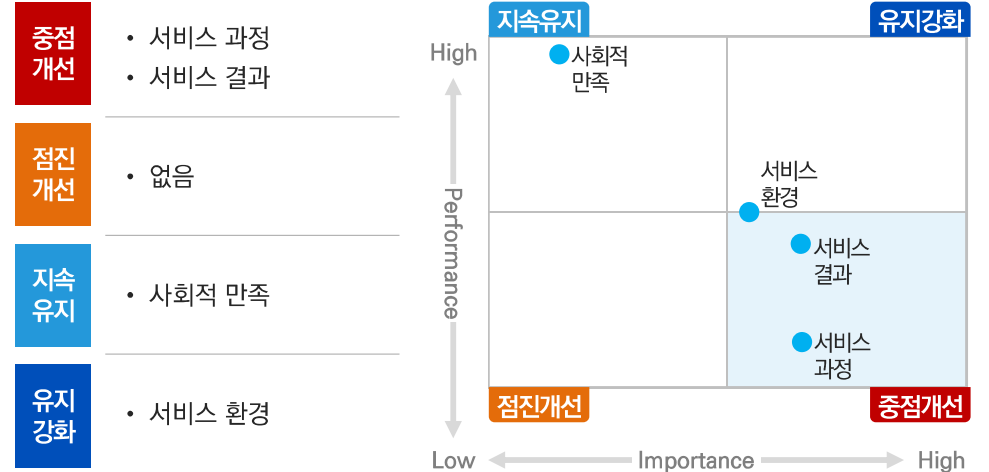 중점
개선
• 서비스 과정
• 서비스 결과
점진
개선
• 없음
지속
유지
• 사회적 만족
유지
강화
• 서비스 환경
지속유지
유지강화
High
사회적
만족
서비스
환경
Performance
서비스
결과
서비스
과정
점진개선
중점개선
Low
Importance
High